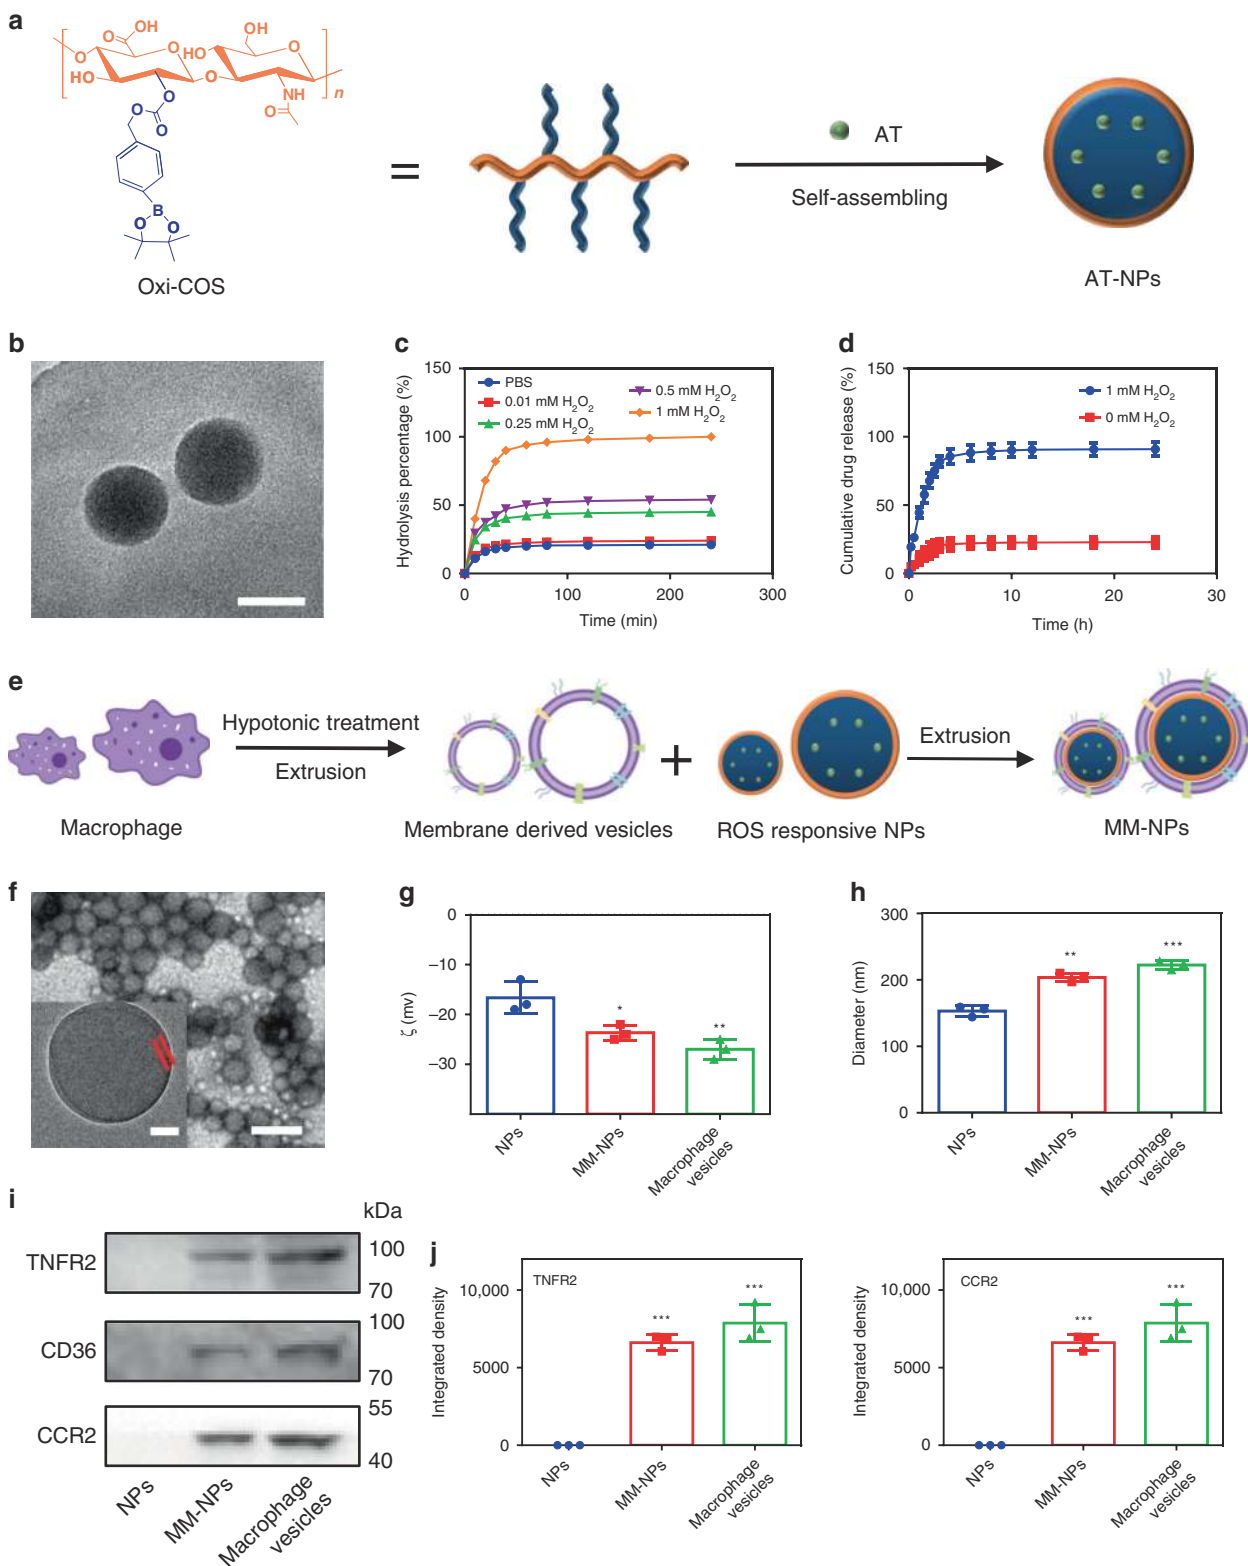 a
OH
O
O
O
HO
O
O
OH
HO
O
O
NH
O
n
O
O
O
B
O
O
Oxi-COS
=
AT
Self-assembling
AT-NPs
b
c
150
100
50
0
Hydrolysis percentage (%)
PBS
0.01 mM H₂O₂
0.25 mM H₂O₂
0.5 mM H₂O₂
1 mM H₂O₂
0 100 200 300
Time (min)
d
150
100
50
0
Cumulative drug release (%)
1 mM H₂O₂
0 mM H₂O₂
0 10 20 30
Time (h)
e
Hypotonic treatment
Extrusion
+
Extrusion
Macrophage
Membrane derived vesicles
ROS responsive NPs
MM-NPs
f
g
0
–10
–20
–30
ζ (mv)
*
**
NPs
MM-NPs
Macrophage
vesicles
h
300
200
100
0
Diameter (nm)
**
***
NPs
MM-NPs
Macrophage
vesicles
i
kDa
TNFR2
100
70
CD36
100
70
CCR2
55
40
NPs
MM-NPs
Macrophage
vesicles
j
TNFR2
10,000
5000
0
Integrated density
***
***
NPs
MM-NPs
Macrophage
vesicles
CCR2
10,000
5000
0
Integrated density
***
***
NPs
MM-NPs
Macrophage
vesicles